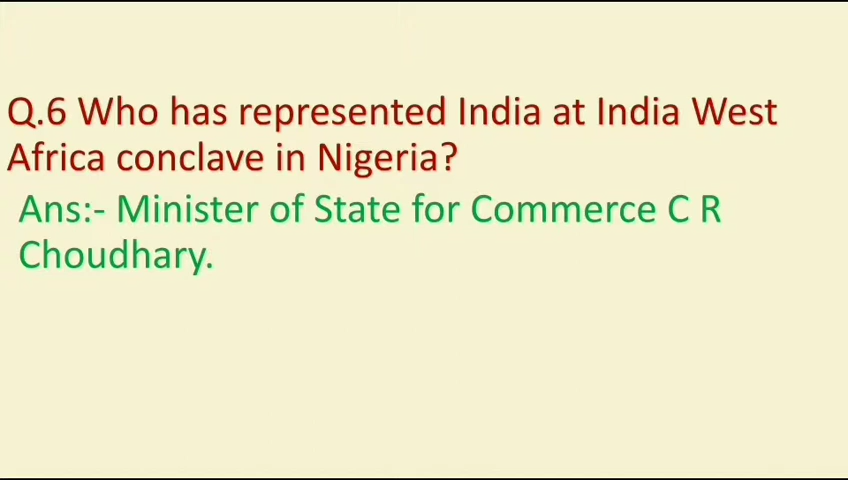 Q.6 Who has represented India at India West
Africa conclave in Nigeria?
Ans:- Minister of State for Commerce C R
Choudhary.